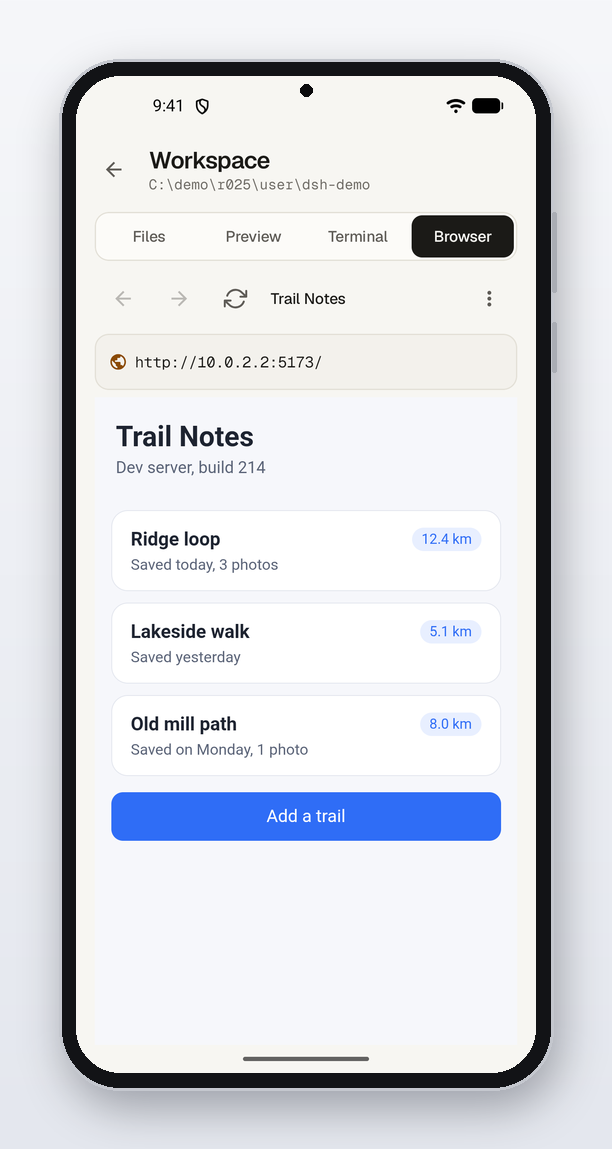 9:41
Workspace
C:\demo\r025\user\dsh-demo
Files Preview Terminal Browser
Trail Notes
http://10.0.2.2:5173/
Trail Notes
Dev server, build 214
Ridge loop 12.4 km
Saved today, 3 photos
Lakeside walk 5.1 km
Saved yesterday
Old mill path 8.0 km
Saved on Monday, 1 photo
Add a trail